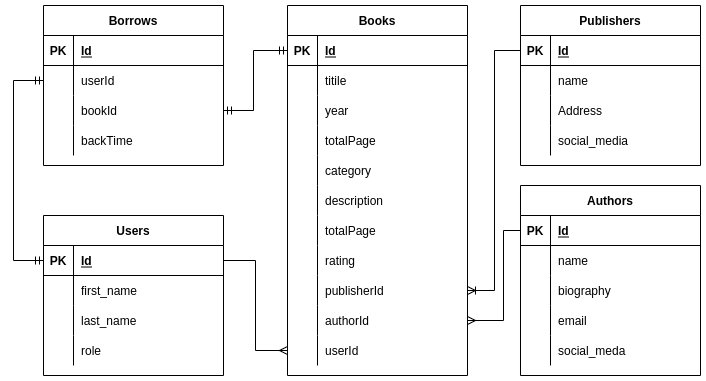 Borrows
PK Id
userId
bookId
backTime
Users
PK Id
first_name
last_name
role
Books
PK Id
titile
year
totalPage
category
description
totalPage
rating
publisherId
authorId
userId
Publishers
PK Id
name
Address
social_media
Authors
PK Id
name
biography
email
social_meda